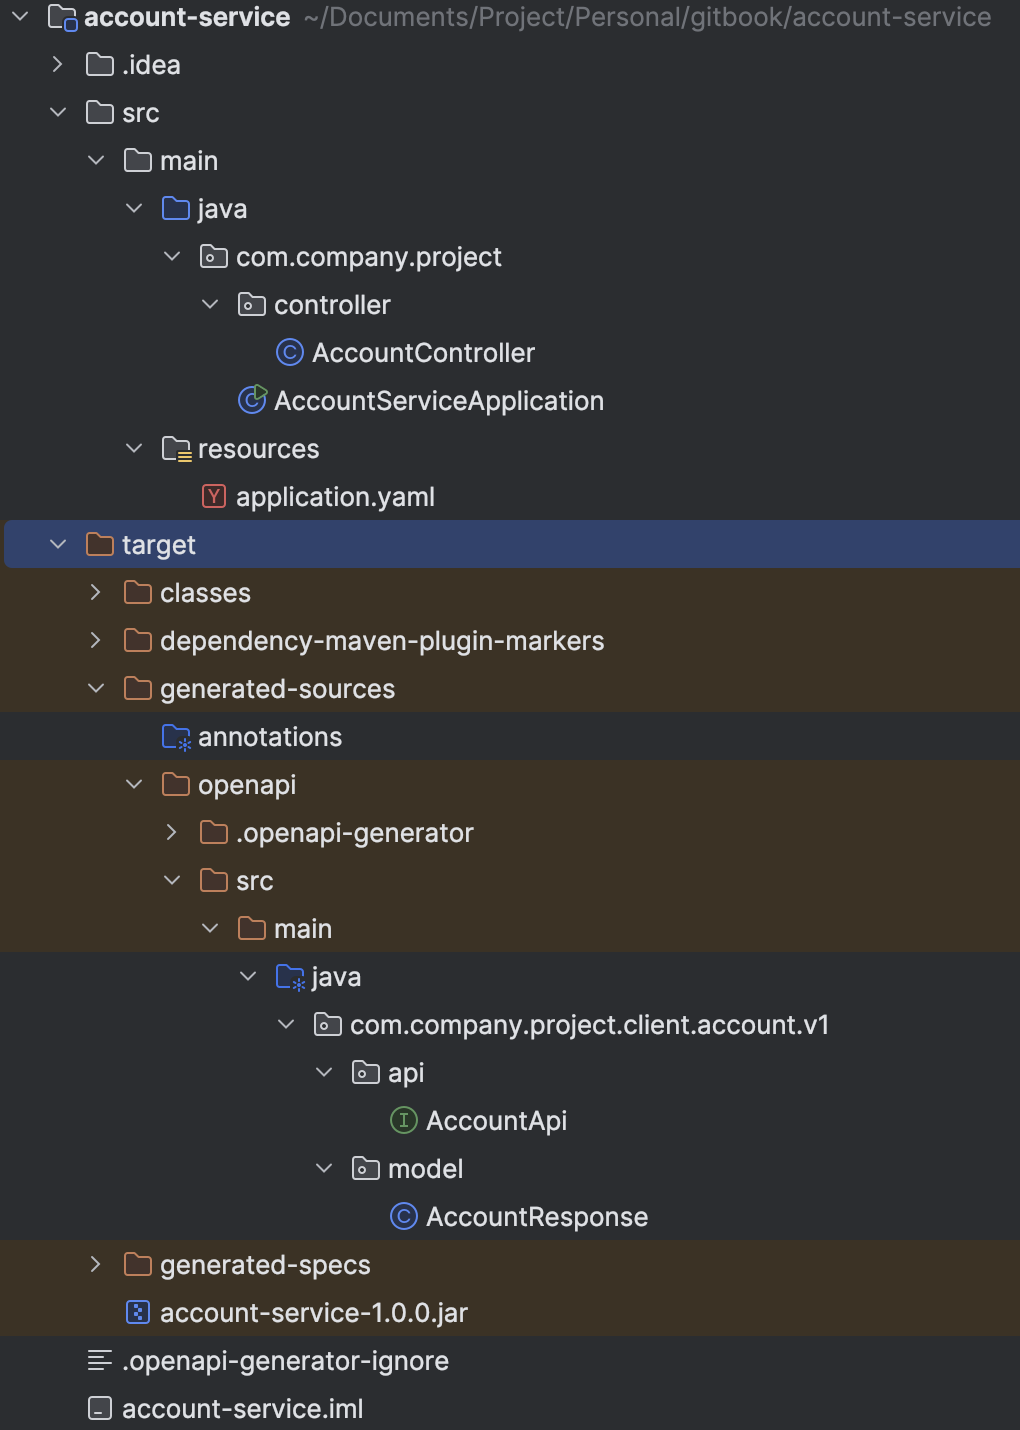 account-service ~/Documents/Project/Personal/gitbook/account-service
.idea
src
main
java
com.company.project
controller
AccountController
AccountServiceApplication
resources
application.yaml
target
classes
dependency-maven-plugin-markers
generated-sources
annotations
openapi
.openapi-generator
src
main
java
com.company.project.client.account.v1
api
AccountApi
model
AccountResponse
generated-specs
account-service-1.0.0.jar
.openapi-generator-ignore
account-service.iml